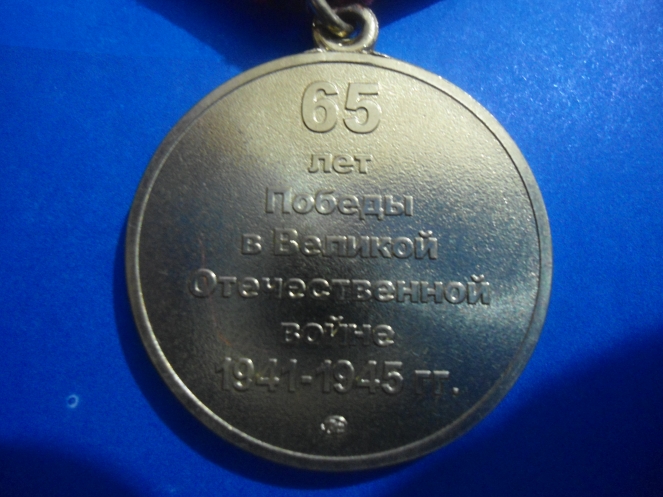 65
лет
Победы
в Великой
Отечественной
войне
1941-1945 гг.